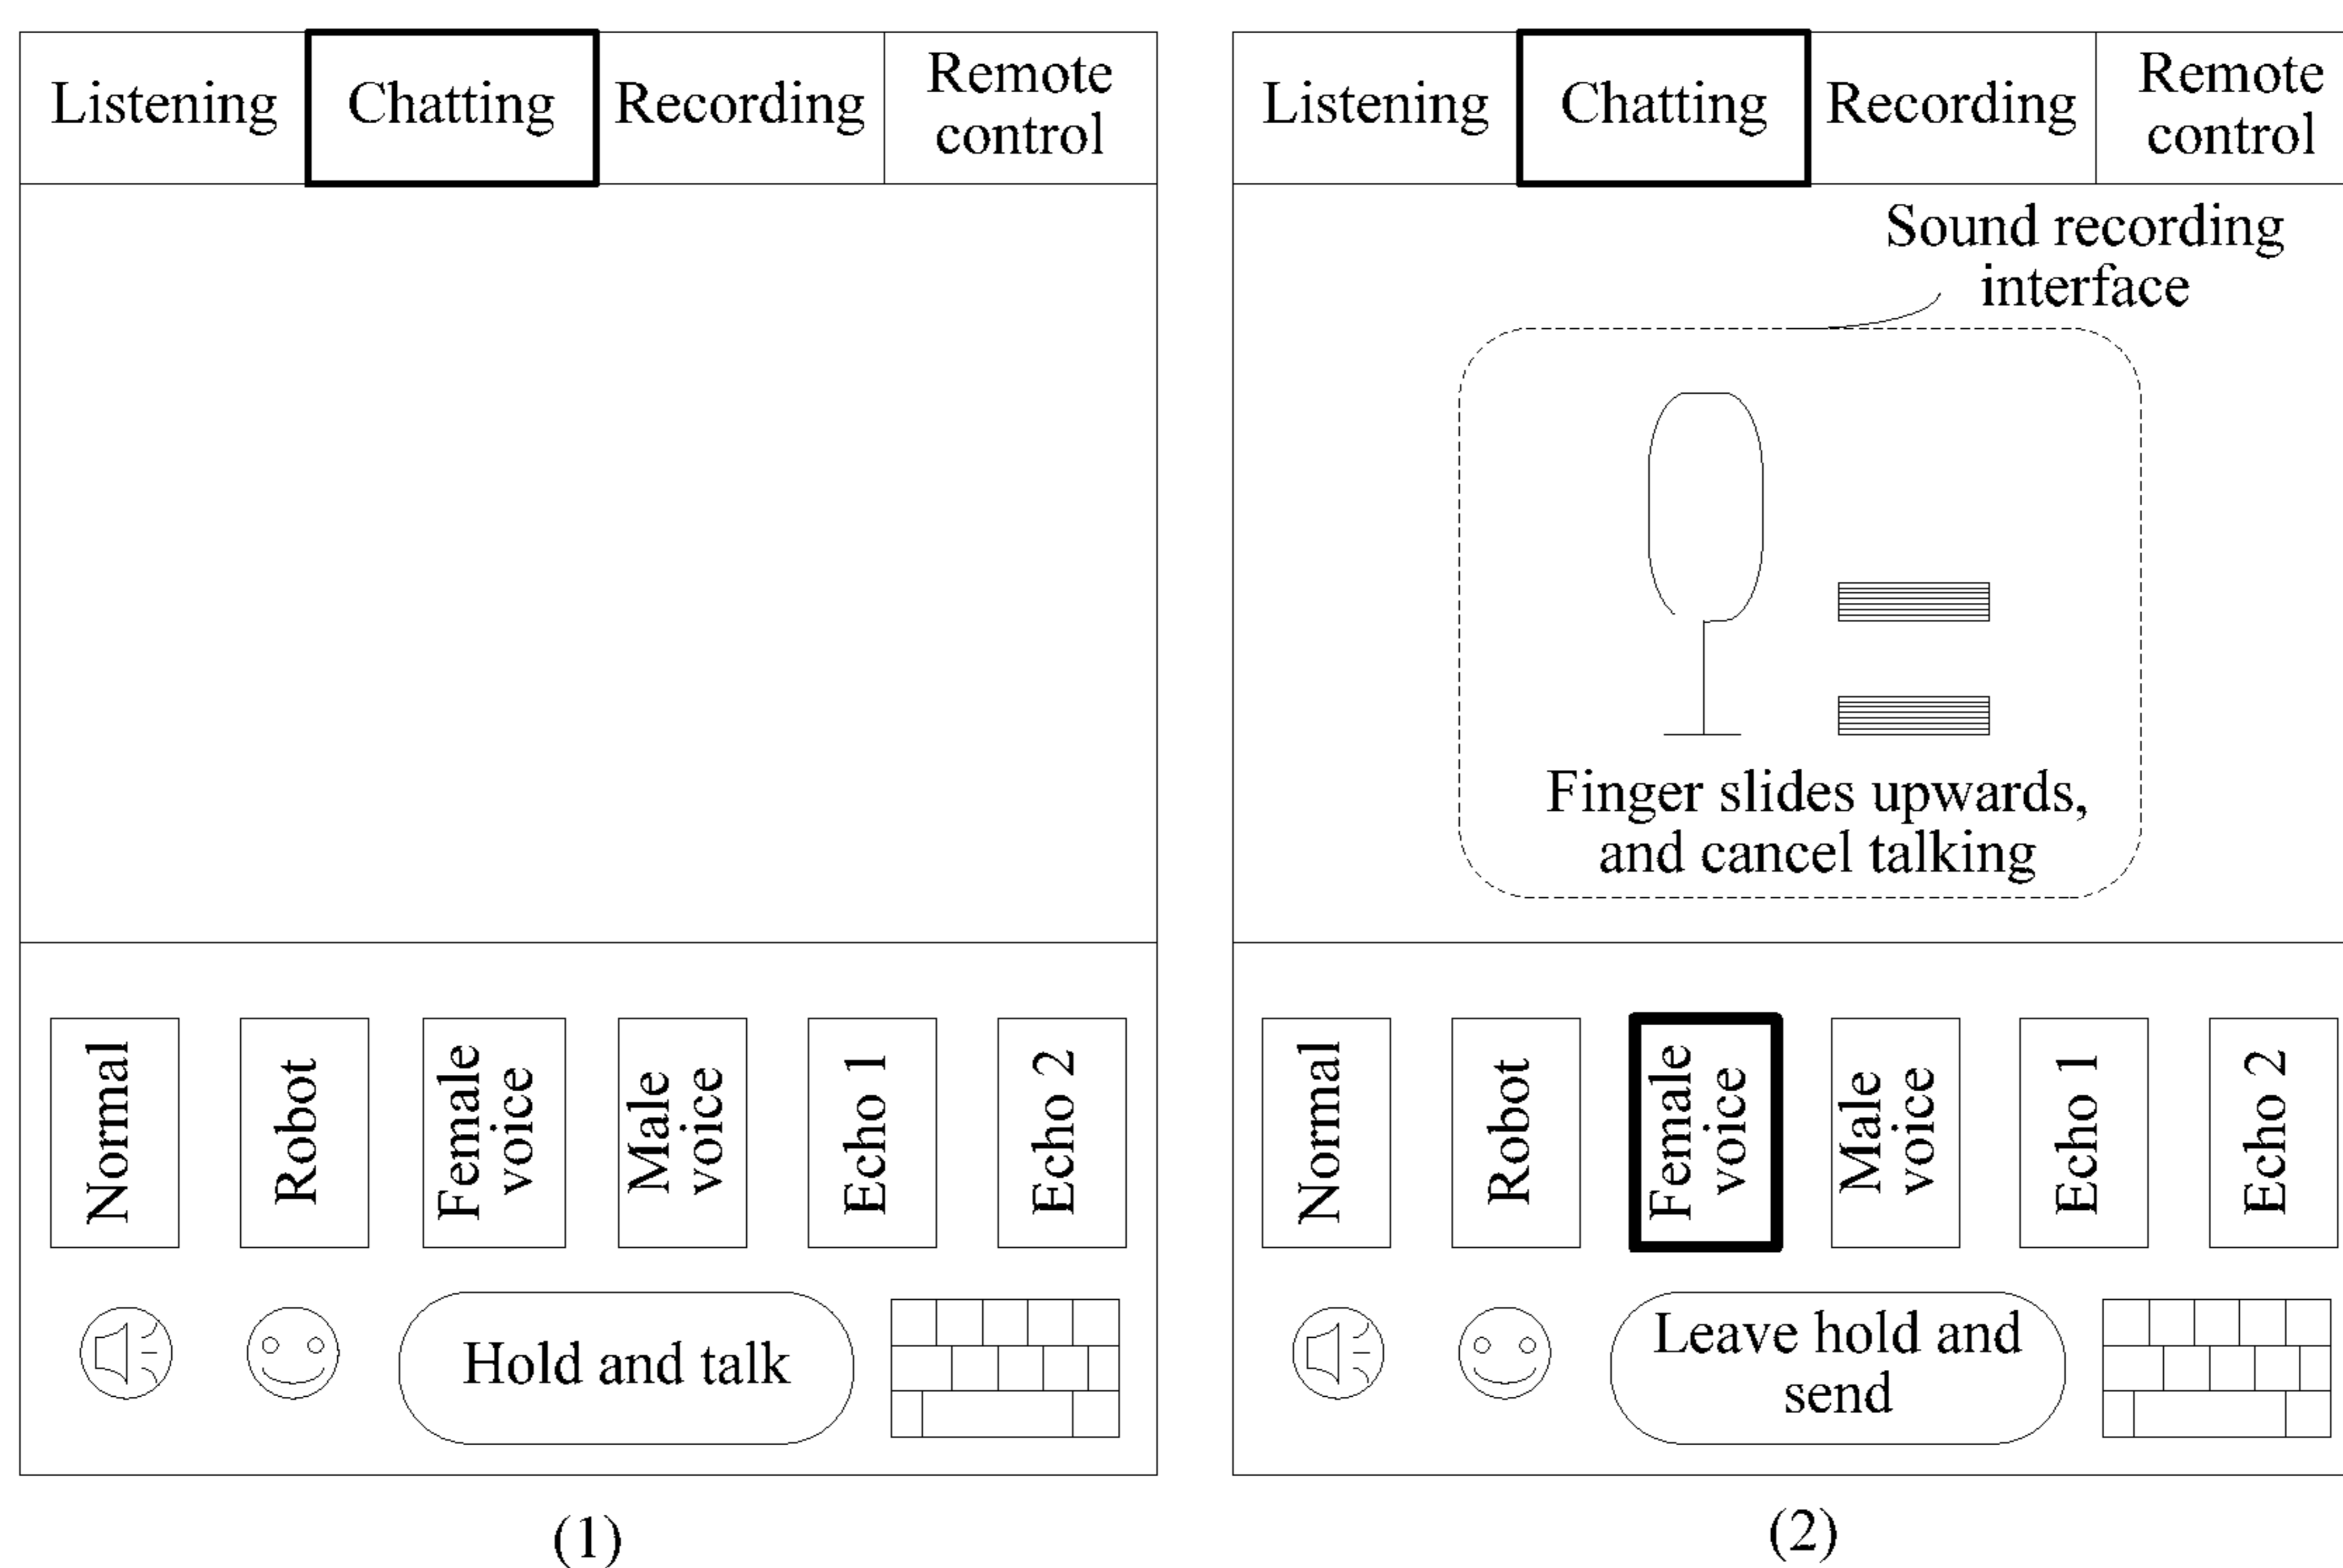 Listening
Chatting
Recording
Remote
control
Normal
Robot
Female
voice
Male
voice
Echo 1
Echo 2
Hold and talk
(1)
Listening
Chatting
Recording
Remote
control
Sound recording
interface
Finger slides upwards,
and cancel talking
Normal
Robot
Female
voice
Male
voice
Echo 1
Echo 2
Leave hold and
send
(2)